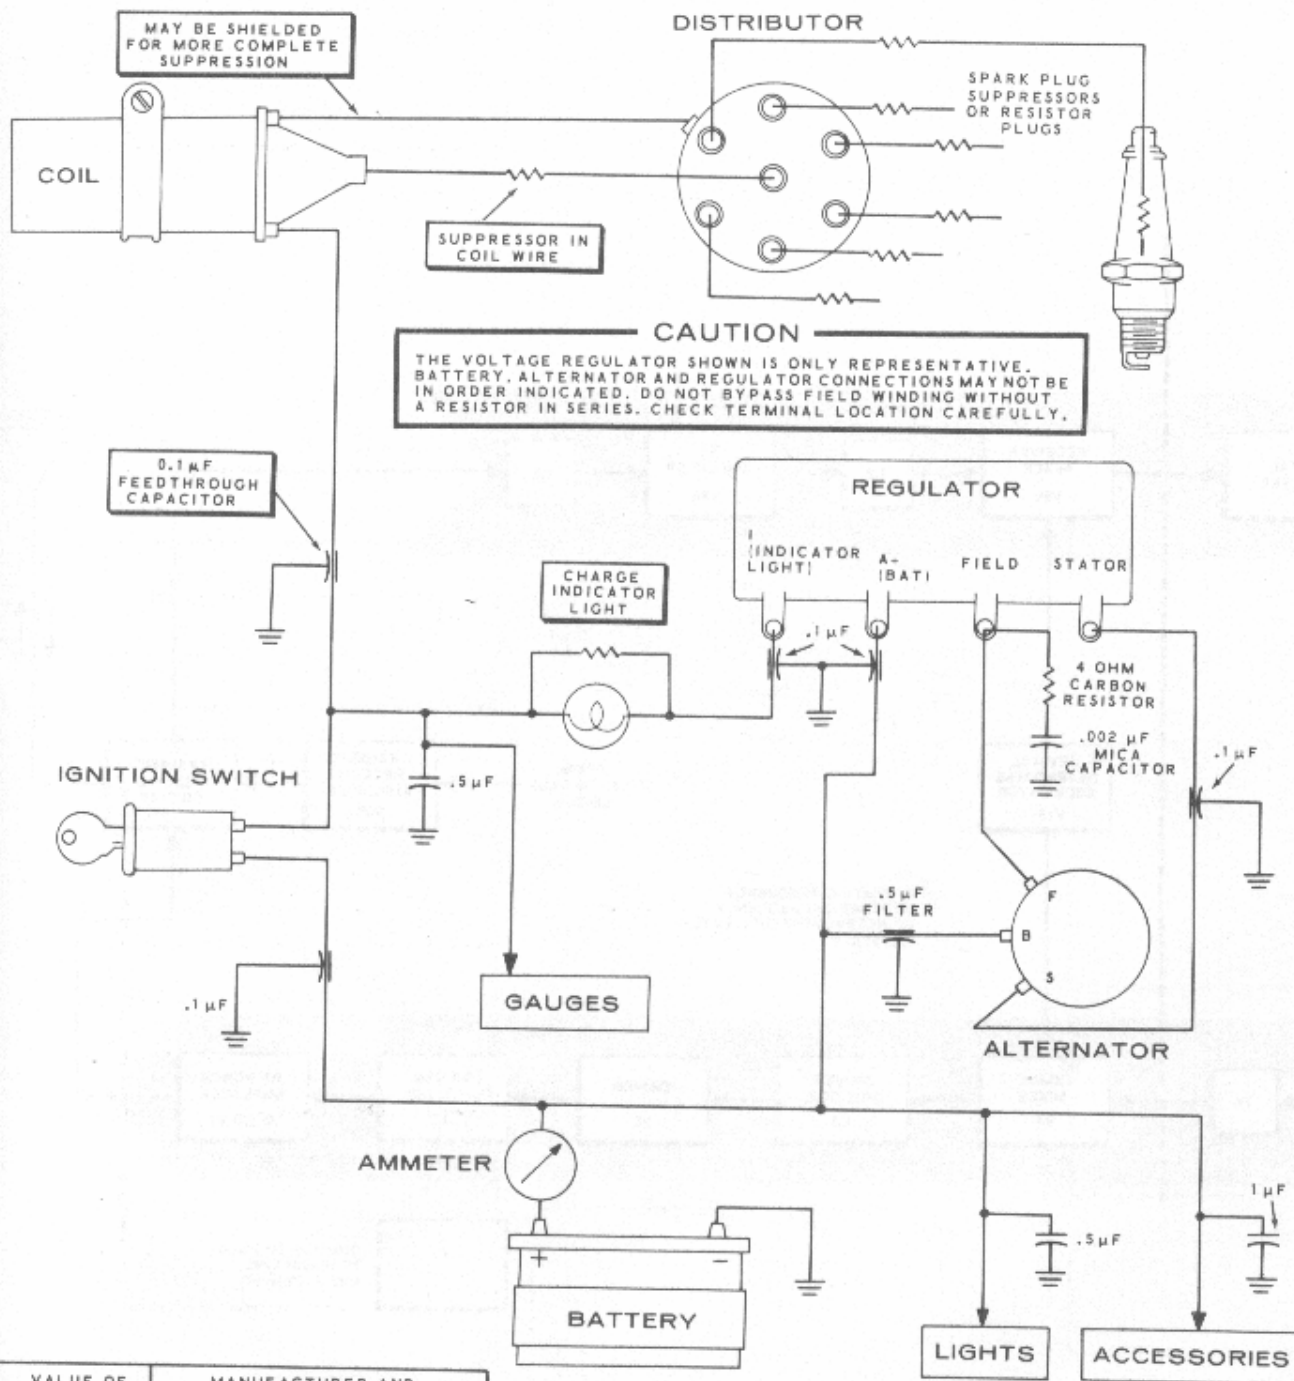 MAY BE SHIELDED
FOR MORE COMPLETE
SUPPRESSION
DISTRIBUTOR
SPARK PLUG
SUPPRESSORS
OR RESISTOR
PLUGS
COIL
SUPPRESSOR IN
COIL WIRE
CAUTION
THE VOLTAGE REGULATOR SHOWN IS ONLY REPRESENTATIVE.
BATTERY, ALTERNATOR AND REGULATOR CONNECTIONS MAY NOT BE
IN ORDER INDICATED. DO NOT BYPASS FIELD WINDING WITHOUT
A RESISTOR IN SERIES. CHECK TERMINAL LOCATION CAREFULLY.
0.1 µF
FEEDTHROUGH
CAPACITOR
REGULATOR
I
(INDICATOR
LIGHT)
A-
(BAT)
FIELD
STATOR
CHARGE
INDICATOR
LIGHT
.1 µF
4 OHM
CARBON
RESISTOR
.002 µF
MICA
CAPACITOR
.1 µF
IGNITION SWITCH
.5 µF
.5 µF
FILTER
F
B
S
.1 µF
GAUGES
ALTERNATOR
AMMETER
+
−
BATTERY
.5 µF
1 µF
LIGHTS
ACCESSORIES
VALUE OF
MANUFACTURER AND